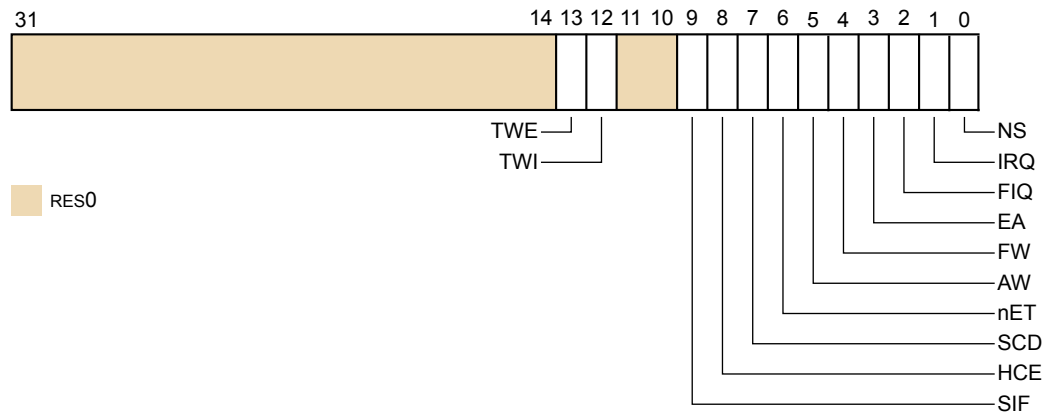 31 14 13 12 11 10 9 8 7 6 5 4 3 2 1 0
TWE NS
TWI IRQ
RES0 FIQ
EA
FW
AW
nET
SCD
HCE
SIF